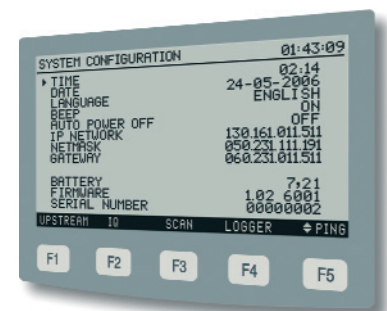 SYSTEM CONFIGURATION 01:43:09
TIME 02:14
DATE 24-05-2006
LANGUAGE ENGLISH
BEEP ON
AUTO POWER OFF OFF
IP NETWORK 130.161.011.511
NETMASK 050.231.111.191
GATEWAY 060.231.011.511
BATTERY 7,21
FIRMWARE 1.02 6001
SERIAL NUMBER 00000002
UPSTREAM IQ SCAN LOGGER PING
F1 F2 F3 F4 F5